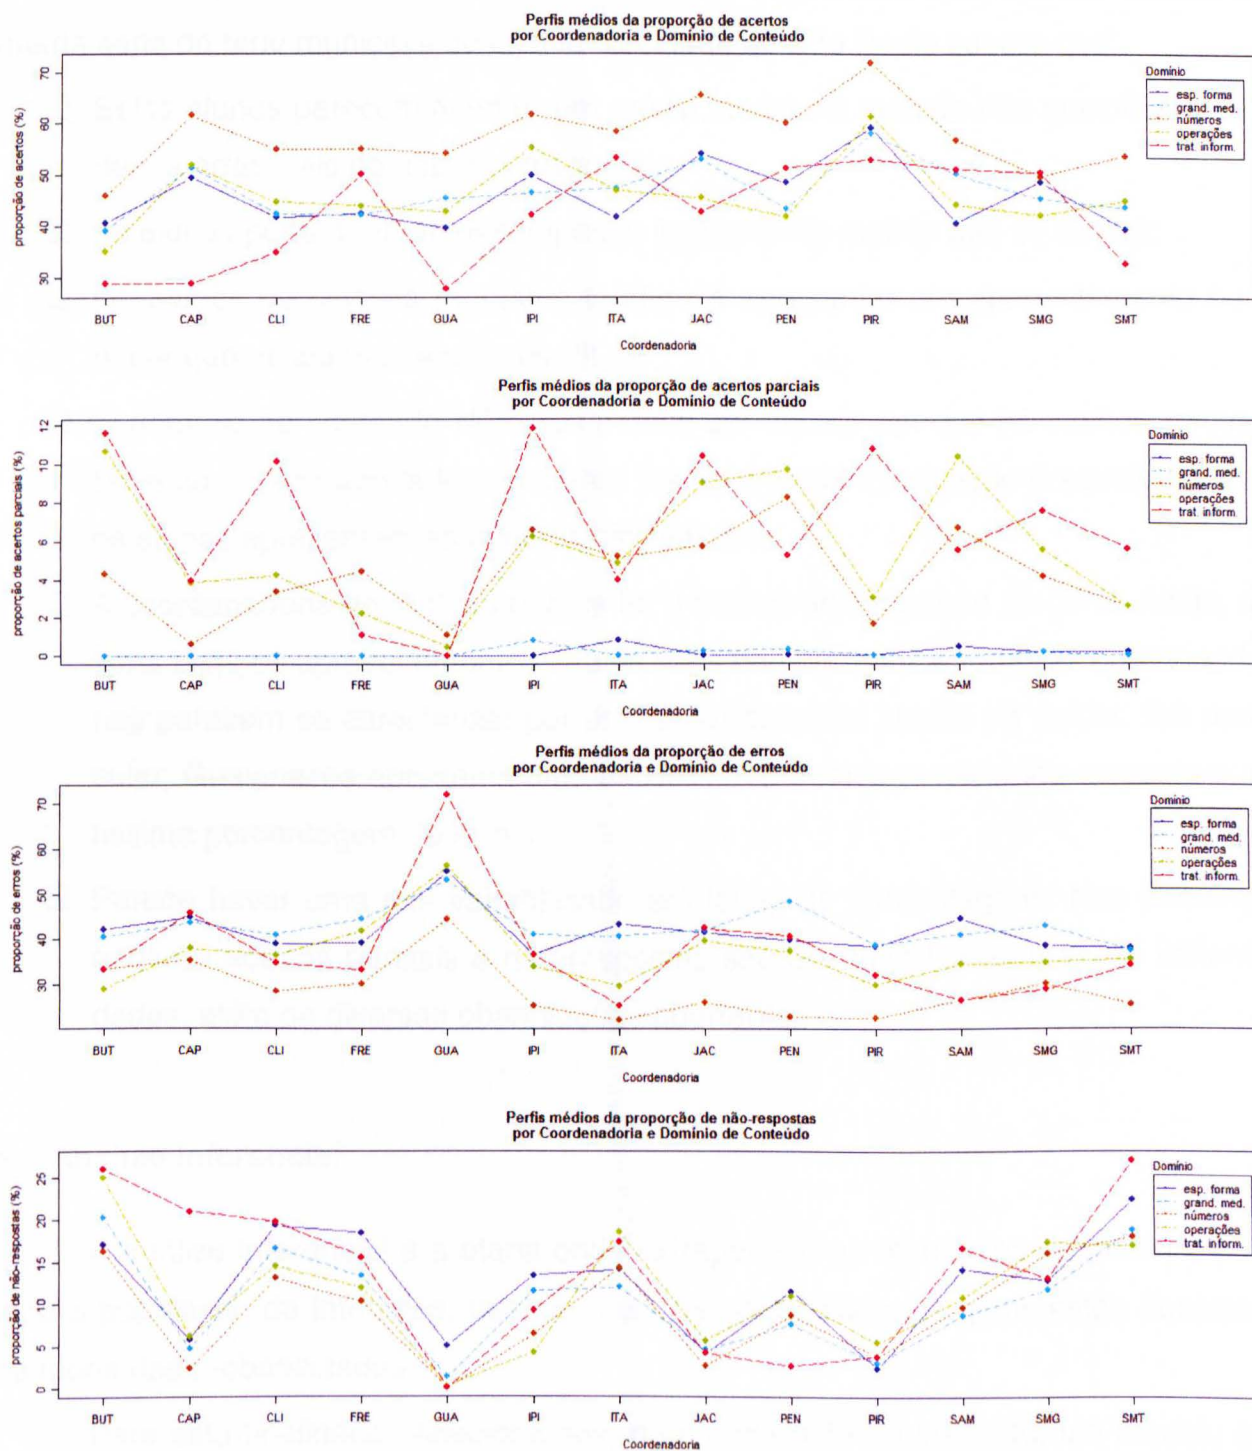 Perfis médios da proporção de acertos
por Coordenadoria e Domínio de Conteúdo
proporção de acertos (%)
70
60
50
40
30
Domínio
esp. forma
grand. med.
números
operações
trat. inform.
BUT CAP CLI FRE GUA IPI ITA JAC PEN PIR SAM SMG SMT
Coordenadoria
Perfis médios da proporção de acertos parciais
por Coordenadoria e Domínio de Conteúdo
proporção de acertos parciais (%)
12
10
8
6
4
2
0
Domínio
esp. forma
grand. med.
números
operações
trat. inform.
BUT CAP CLI FRE GUA IPI ITA JAC PEN PIR SAM SMG SMT
Coordenadoria
Perfis médios da proporção de erros
por Coordenadoria e Domínio de Conteúdo
proporção de erros (%)
70
60
50
40
30
Domínio
esp. forma
grand. med.
números
operações
trat. inform.
BUT CAP CLI FRE GUA IPI ITA JAC PEN PIR SAM SMG SMT
Coordenadoria
Perfis médios da proporção de não-respostas
por Coordenadoria e Domínio de Conteúdo
proporção de não-respostas (%)
25
20
15
10
5
0
Domínio
esp. forma
grand. med.
números
operações
trat. inform.
BUT CAP CLI FRE GUA IPI ITA JAC PEN PIR SAM SMG SMT
Coordenadoria